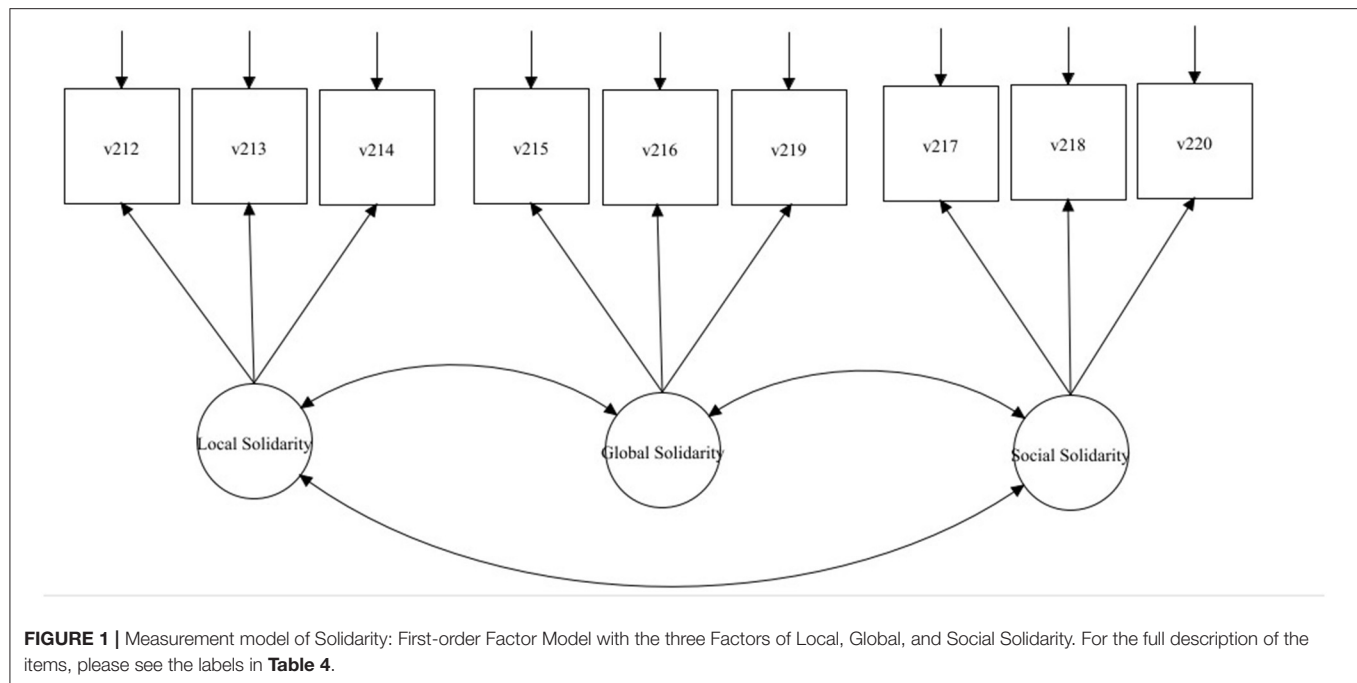 v212 v213 v214 v215 v216 v219 v217 v218 v220
Local Solidarity Global Solidarity Social Solidarity
FIGURE 1 | Measurement model of Solidarity: First-order Factor Model with the three Factors of Local, Global, and Social Solidarity. For the full description of the
items, please see the labels in Table 4.